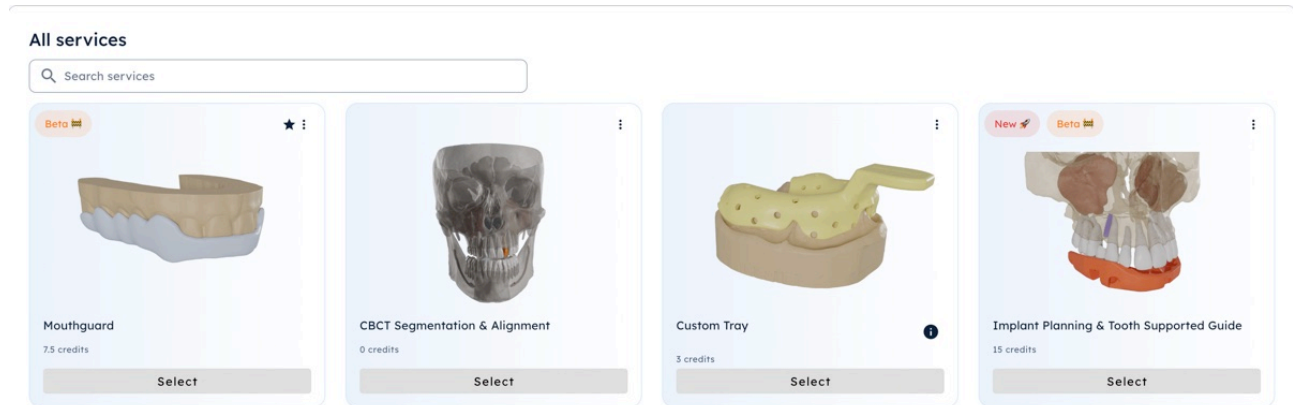 All services
Search services
Beta 🚧
Mouthguard
7.5 credits
Select
CBCT Segmentation & Alignment
0 credits
Select
Custom Tray
3 credits
Select
New 🚀 Beta 🚧
Implant Planning & Tooth Supported Guide
15 credits
Select